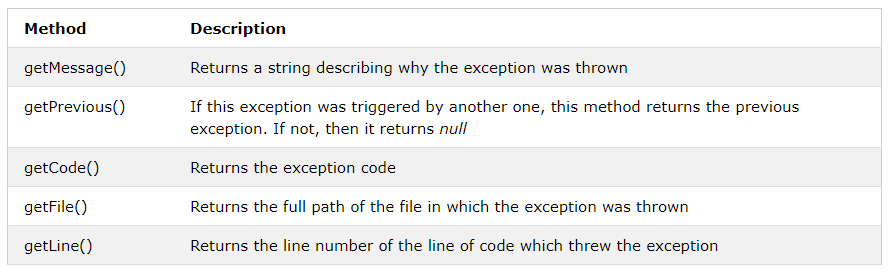 Method Description
getMessage() Returns a string describing why the exception was thrown
getPrevious() If this exception was triggered by another one, this method returns the previous
exception. If not, then it returns null
getCode() Returns the exception code
getFile() Returns the full path of the file in which the exception was thrown
getLine() Returns the line number of the line of code which threw the exception